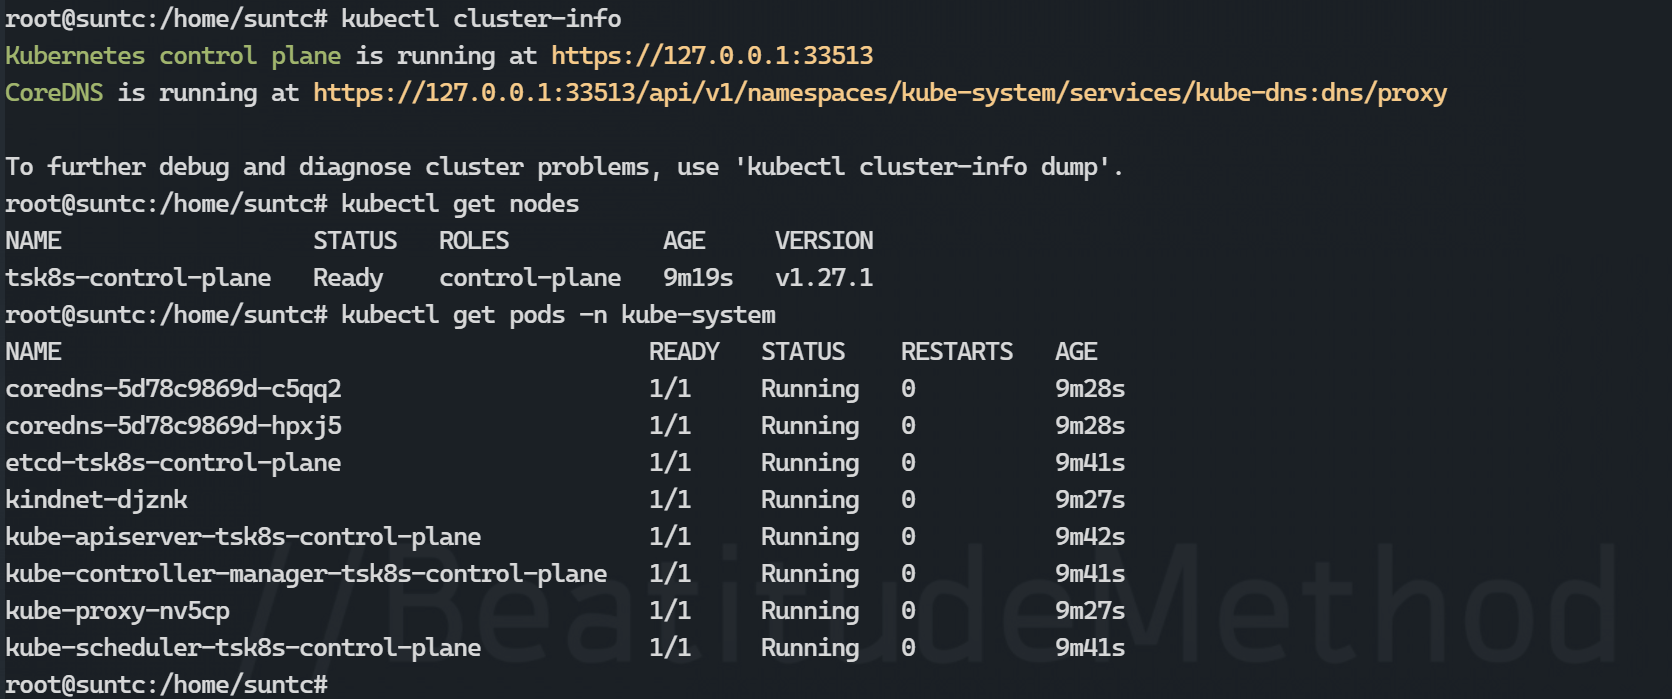 root@suntc:/home/suntc# kubectl cluster-info
Kubernetes control plane is running at https://127.0.0.1:33513
CoreDNS is running at https://127.0.0.1:33513/api/v1/namespaces/kube-system/services/kube-dns:dns/proxy
To further debug and diagnose cluster problems, use 'kubectl cluster-info dump'.
root@suntc:/home/suntc# kubectl get nodes
NAME STATUS ROLES AGE VERSION
tsk8s-control-plane Ready control-plane 9m19s v1.27.1
root@suntc:/home/suntc# kubectl get pods -n kube-system
NAME READY STATUS RESTARTS AGE
coredns-5d78c9869d-c5qq2 1/1 Running 0 9m28s
coredns-5d78c9869d-hpxj5 1/1 Running 0 9m28s
etcd-tsk8s-control-plane 1/1 Running 0 9m41s
kindnet-djznk 1/1 Running 0 9m27s
kube-apiserver-tsk8s-control-plane 1/1 Running 0 9m42s
kube-controller-manager-tsk8s-control-plane 1/1 Running 0 9m41s
kube-proxy-nv5cp 1/1 Running 0 9m27s
kube-scheduler-tsk8s-control-plane 1/1 Running 0 9m41s
root@suntc:/home/suntc#
//BeatitudeMethod